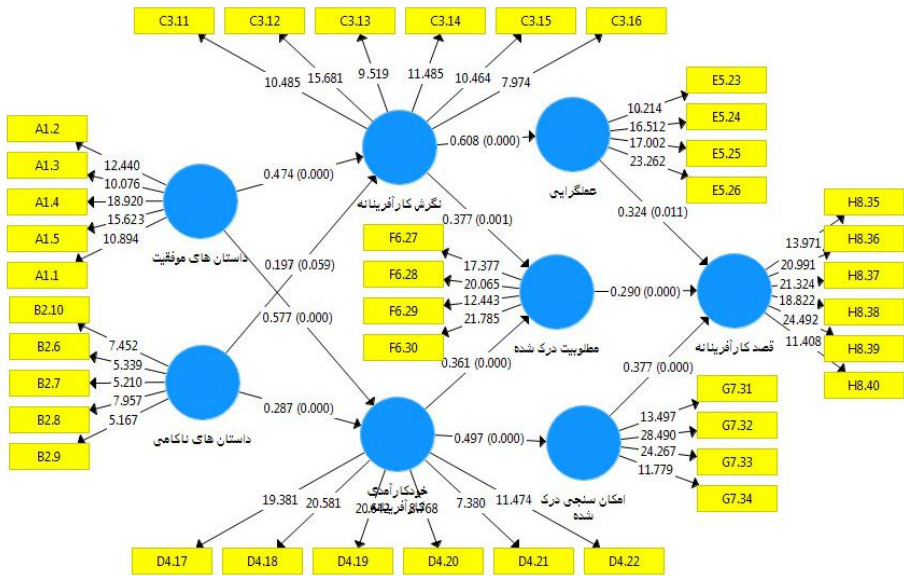 C3.11
C3.12
C3.13
C3.14
C3.15
C3.16
10.485
15.681
9.519
11.485
10.464
7.974
A1.2
A1.3
A1.4
A1.5
A1.1
12.440
10.076
18.920
15.623
10.894
داستان های موفقیت
0.474 (0.000)
نگرش کارآفرینانه
0.608 (0.000)
عملگرایی
10.214
16.512
17.002
23.262
E5.23
E5.24
E5.25
E5.26
0.377 (0.001)
0.324 (0.011)
0.197 (0.059)
0.577 (0.000)
F6.27
F6.28
F6.29
F6.30
17.377
20.065
12.443
21.785
مطلوبیت درک شده
0.290 (0.000)
قصد کارآفرینانه
13.971
20.991
21.324
18.822
24.492
11.408
H8.35
H8.36
H8.37
H8.38
H8.39
H8.40
B2.10
B2.6
B2.7
B2.8
B2.9
7.452
5.339
5.210
7.957
5.167
داستان های ناکامی
0.287 (0.000)
0.361 (0.000)
0.377 (0.000)
خودکارآمدی
کارآفرینانه
0.497 (0.000)
امکان سنجی درک
شده
13.497
28.490
24.267
11.779
G7.31
G7.32
G7.33
G7.34
19.381
20.581
20.642
7.380
11.474
D4.17
D4.18
D4.19
D4.20
D4.21
D4.22